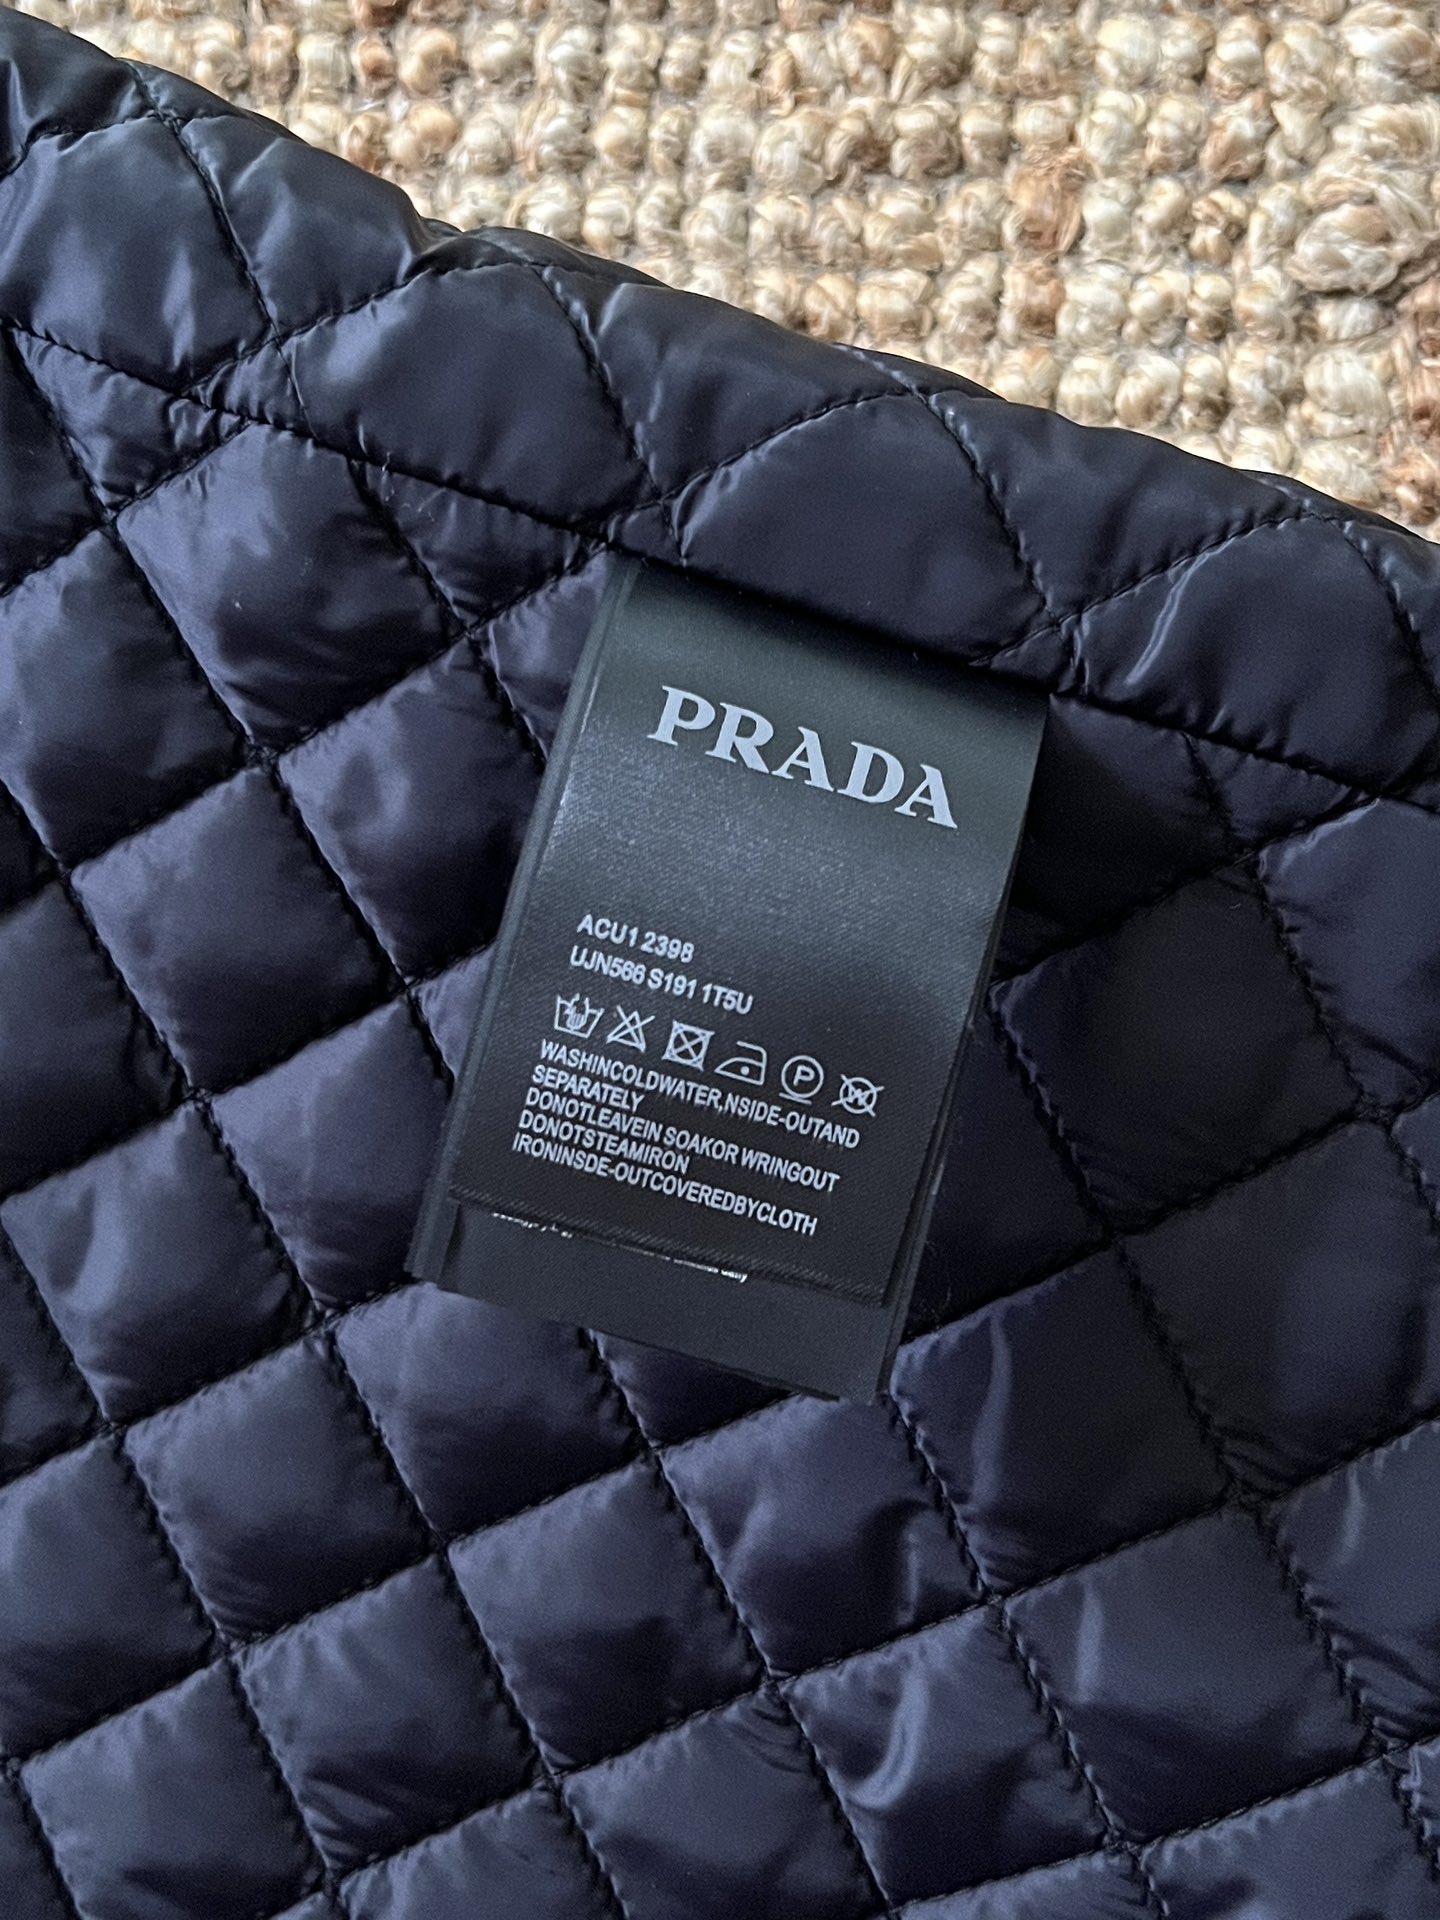 PRADA
ACU1 2398
UJN566 S191 1T5U
P
W
WASHINCOLDWATER,NSIDE-OUTAND
SEPARATELY
DONOTLEAVEIN SOAKOR WRINGOUT
DONOTSTEAMIRON
IRONINSDE-OUTCOVEREDBYCLOTH